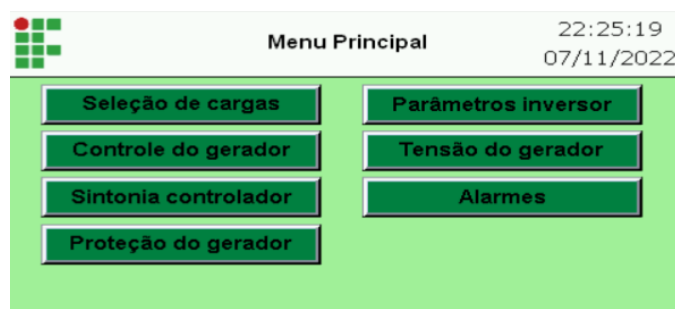 Menu Principal
22:25:19
07/11/2022
Seleção de cargas
Parâmetros inversor
Controle do gerador
Tensão do gerador
Sintonia controlador
Alarmes
Proteção do gerador